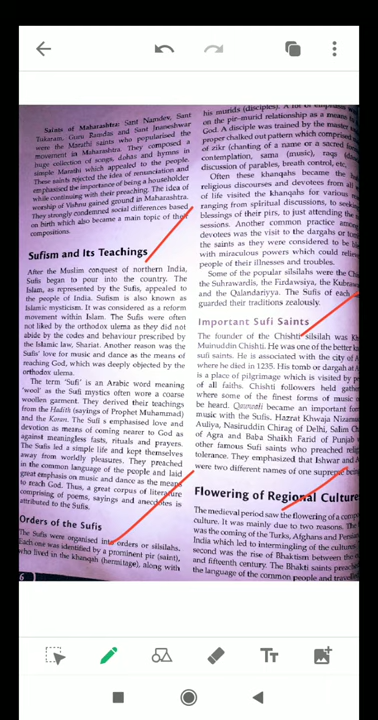 Saints of Maharashtra: Sant Namdev, Sant
Tukaram, Guru Ramdas and Sant Jnaneshwar
were the Marathi saints who popularised the
movement in Maharashtra. They composed a
huge collection of songs, dohas and hymns in
simple Marathi which appealed to the people.
These saints rejected the idea of renunciation and
emphasised the importance of being a householder
while continuing with their preaching. The idea of
worship of Vishnu gained ground in Maharashtra.
They strongly condemned social differences based
on birth which also became a main topic of their
compositions.
Sufism and Its Teachings
After the Muslim conquest of northern India,
Sufis began to pour into the country. The
Islam, as represented by the Sufis, appealed to
the people of India. Sufism is also known as
Islamic mysticism. It was considered as a reform
movement within Islam. The Sufis were often
not liked by the orthodox ulema as they did not
abide by the codes and behaviour prescribed by
the Islamic law, Shariat. Another reason was the
Sufis' love for music and dance as the means of
reaching God, which was deeply objected by the
orthodox ulema.
The term 'Sufi' is an Arabic word meaning
'wool' as the Sufi mystics often wore a coarse
woollen garment. They derived their teachings
from the Hadith (sayings of Prophet Muhammad)
and the Koran. The Sufi s emphasised love and
devotion as means of coming nearer to God as
against meaningless fasts, rituals and prayers.
The Sufis led a simple life and kept themselves
away from worldly pleasures. They preached
in the common language of the people and laid
great emphasis on music and dance as the means
to reach God. Thus, a great corpus of literature
comprising of poems, sayings and anecdotes is
attributed to the Sufis.
Orders of the Sufis
The Sufis were organised into orders or silsilahs.
Each one was identified by a prominent pir (saint),
who lived in the khanqah (hermitage), along with
6
his murids (disciples). A lot of
on the pir-murid relationship as a means
God. A disciple was trained by the master
proper chalked out pattern which comprised
of zikr (chanting of a name or a sacred
contemplation, sama (music), raqs
discussion of parables, breath control, etc.
Often these khanqahs became the
religious discourses and devotees from all
of life visited the khanqahs for various
ranging from spiritual discussions, to
blessings of their pirs, to just attending the
sessions. Another common practice
devotees was the visit to the dargahs or
the saints as they were considered to be
with miraculous powers which could
people of their illnesses and troubles.
Some of the popular silsilahs were the
the Suhrawardis, the Firdawsiya, the
and the Qalandariyya. The Sufis of each
guarded their traditions zealously.
Important Sufi Saints
The founder of the Chishti silsilah was
Muinuddin Chishti. He was one of the better
sufi saints. He is associated with the city of
where he died in 1235. His tomb or dargah at
is a place of pilgrimage which is visited by
of all faiths. Chishti followers held
where some of the finest forms of music
be heard. Qawwali became an important
music with the Sufis. Hazrat Khwaja
Auliya, Nasiruddin Chirag of Delhi, Salim
of Agra and Baba Shaikh Farid of Punjab
other famous Sufi saints who preached
tolerance. They emphasized that Ishwar and
were two different names of one supreme being
Flowering of Regional Culture
The medieval period saw the flowering of a
culture. It was mainly due to two reasons. The
was the coming of the Turks, Afghans and
India which led to intermingling of the cultures.
second was the rise of Bhaktism between the
and fifteenth century. The Bhakti saints
the language of the common people and
Tт